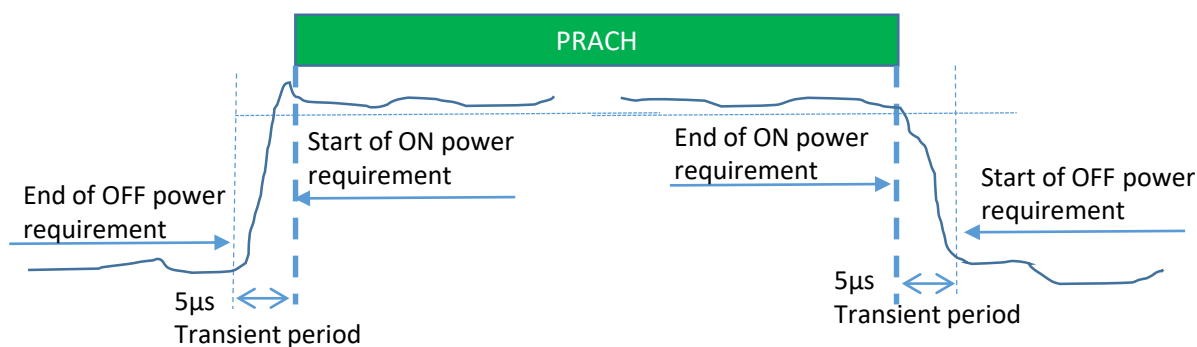 PRACH
Start of ON power
requirement
End of ON power
requirement
End of OFF power
requirement
Start of OFF power
requirement
5µs
Transient period
5µs
Transient period